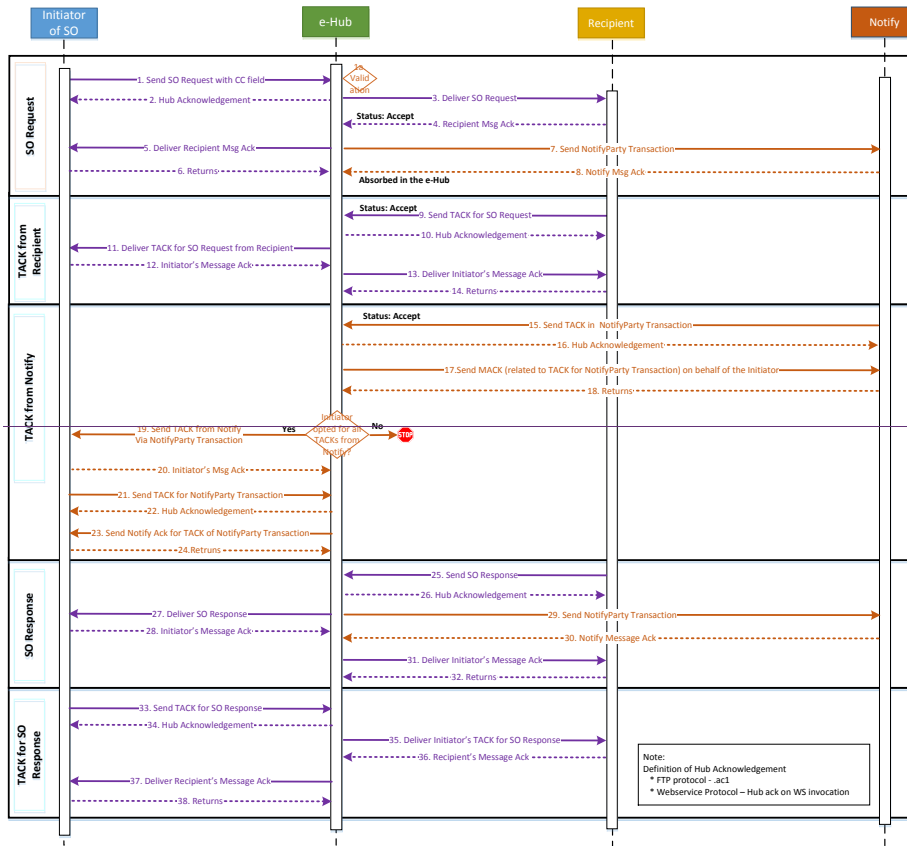 Initiator
of SO
e-Hub
Recipient
Notify
SO Request
1. Send SO Request with CC field
1a
Valid
ation
2. Hub Acknowledgement
3. Deliver SO Request
Status: Accept
4. Recipient Msg Ack
5. Deliver Recipient Msg Ack
7. Send NotifyParty Transaction
6. Returns
8. Notify Msg Ack
Absorbed in the e-Hub
TACK from
Recipient
Status: Accept
9. Send TACK for SO Request
10. Hub Acknowledgement
11. Deliver TACK for SO Request from Recipient
12. Initiator's Message Ack
13. Deliver Initiator's Message Ack
14. Returns
TACK from Notify
Status: Accept
15. Send TACK in NotifyParty Transaction
16. Hub Acknowledgement
17.Send MACK (related to TACK for NotifyParty Transaction) on behalf of the Initiator
18. Returns
Initiator
opted for all
TACKs from
Notify?
Yes
No
STOP
19. Send TACK from Notify
Via NotifyParty Transaction
20. Initiator's Msg Ack
21. Send TACK for NotifyParty Transaction
22. Hub Acknowledgement
23. Send Notify Ack for TACK of NotifyParty Transaction
24.Retruns
SO Response
25. Send SO Response
26. Hub Acknowledgement
27. Deliver SO Response
29. Send NotifyParty Transaction
28. Initiator's Message Ack
30. Notify Message Ack
31. Deliver Initiator's Message Ack
32. Returns
TACK for SO
Response
33. Send TACK for SO Response
34. Hub Acknowledgement
35. Deliver Initiator's TACK for SO Response
36. Recipient's Message Ack
37. Deliver Recipient's Message Ack
38. Returns
Note:
Definition of Hub Acknowledgement
* FTP protocol - .ac1
* Webservice Protocol – Hub ack on WS invocation